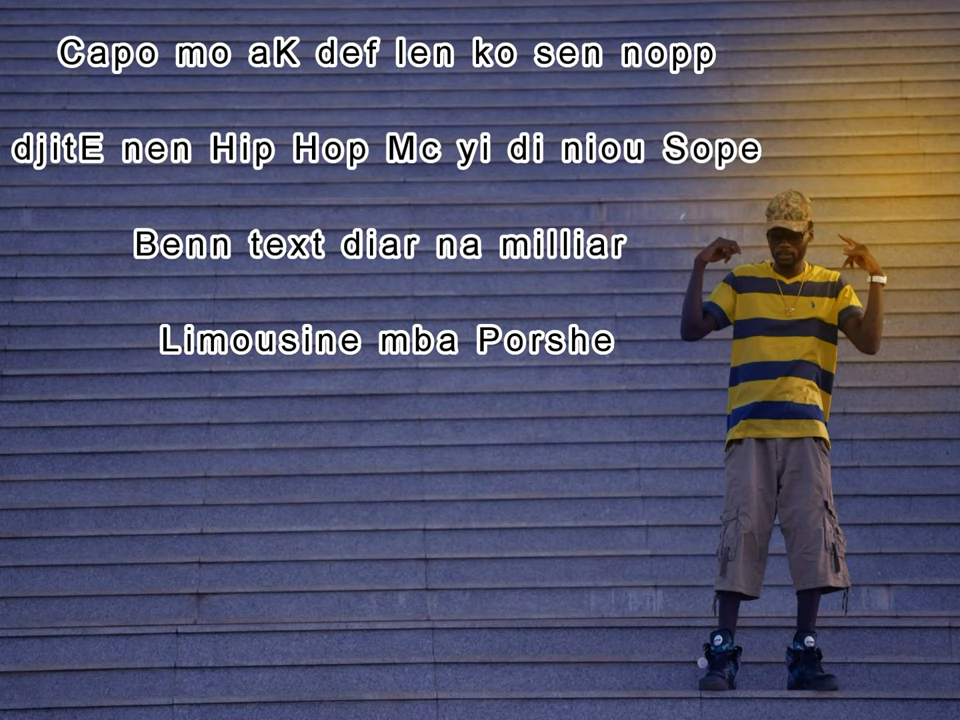 Capo mo aK def len ko sen nopp
djitE nen Hip Hop Mc yi di niou Sope
Benn text diar na milliar
Limousine mba Porshe